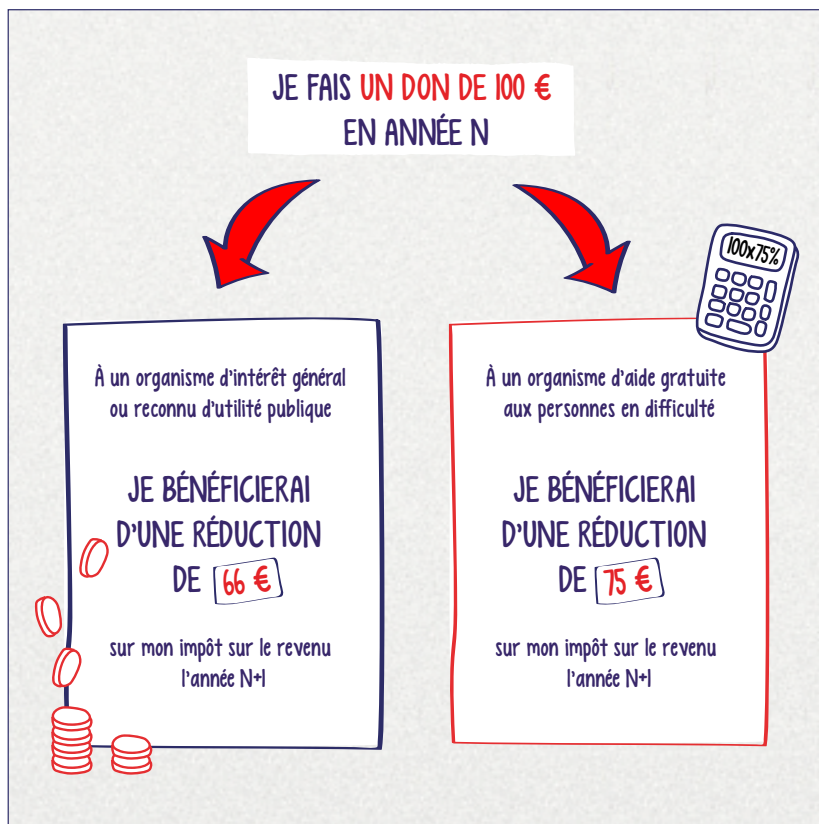 JE FAIS UN DON DE 100 €
EN ANNÉE N
100x75%
À un organisme d'intérêt général
ou reconnu d'utilité publique
JE BÉNÉFICIERAI
D'UNE RÉDUCTION
DE 66 €
sur mon impôt sur le revenu
l'année N+1
À un organisme d'aide gratuite
aux personnes en difficulté
JE BÉNÉFICIERAI
D'UNE RÉDUCTION
DE 75 €
sur mon impôt sur le revenu
l'année N+1